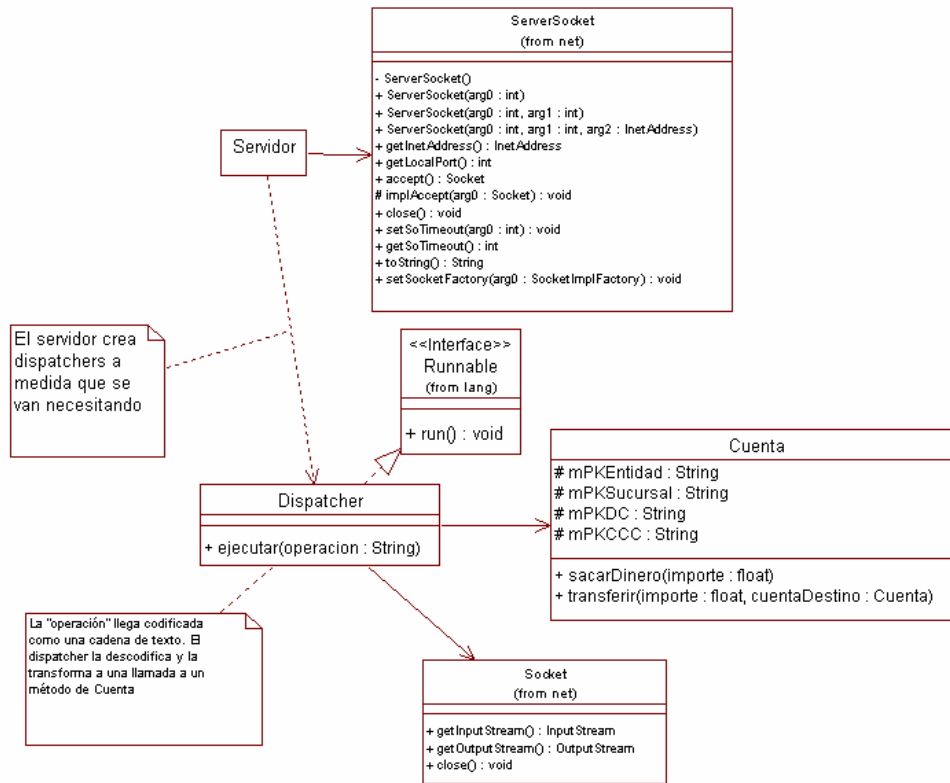 ServerSocket
(from net)
- ServerSocket()
+ ServerSocket(arg0 : int)
+ ServerSocket(arg0 : int, arg1 : int)
+ ServerSocket(arg0 : int, arg1 : int, arg2 : InetAddress)
+ getInetAddress() : InetAddress
+ getLocalPort() : int
+ accept() : Socket
# implAccept(arg0 : Socket) : void
+ close() : void
+ setSoTimeout(arg0 : int) : void
+ getSoTimeout() : int
+ toString() : String
+ setSocketFactory(arg0 : SocketImplFactory) : void
Servidor
El servidor crea
dispatchers a
medida que se
van necesitando
<<Interface>>
Runnable
(from lang)
+ run() : void
Dispatcher
+ ejecutar(operacion : String)
Cuenta
# mPKEntidad : String
# mPKSucursal : String
# mPKDC : String
# mPKCCC : String
+ sacarDinero(importe : float)
+ transferir(importe : float, cuentaDestino : Cuenta)
La "operación" llega codificada
como una cadena de texto. El
dispatcher la descodifica y la
transforma a una llamada a un
método de Cuenta
Socket
(from net)
+ getInputStream() : InputStream
+ getOutputStream() : OutputStream
+ close() : void